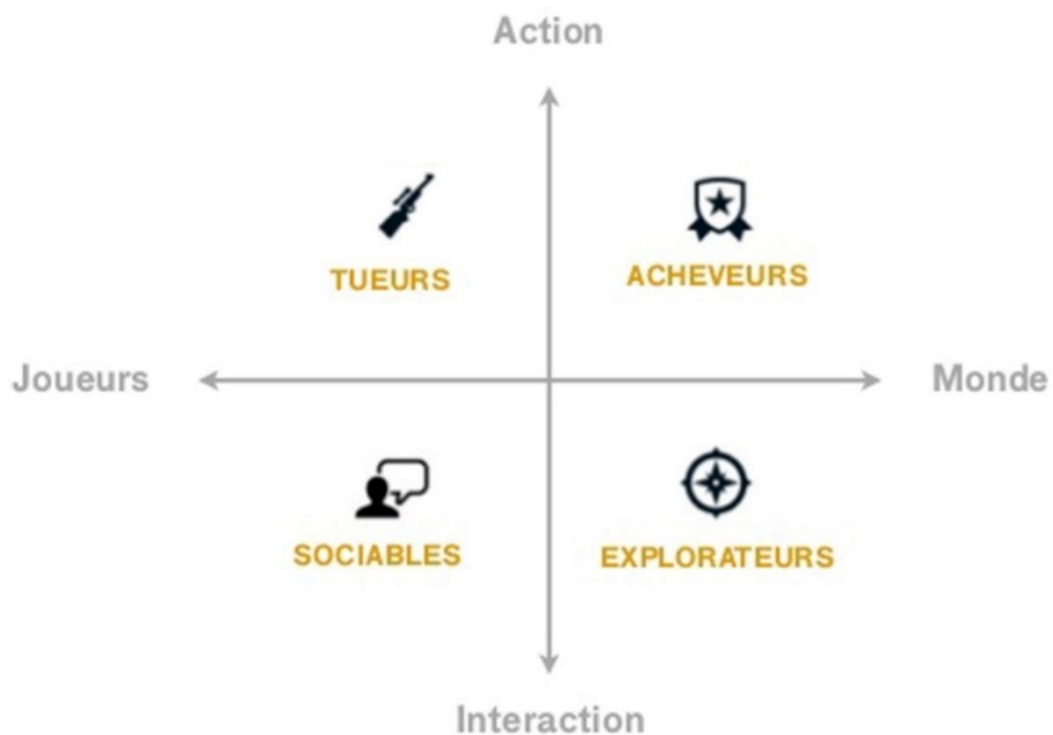 Action
TUEURS
ACHEVEURS
Joueurs
Monde
SOCIABLES
EXPLORATEURS
Interaction